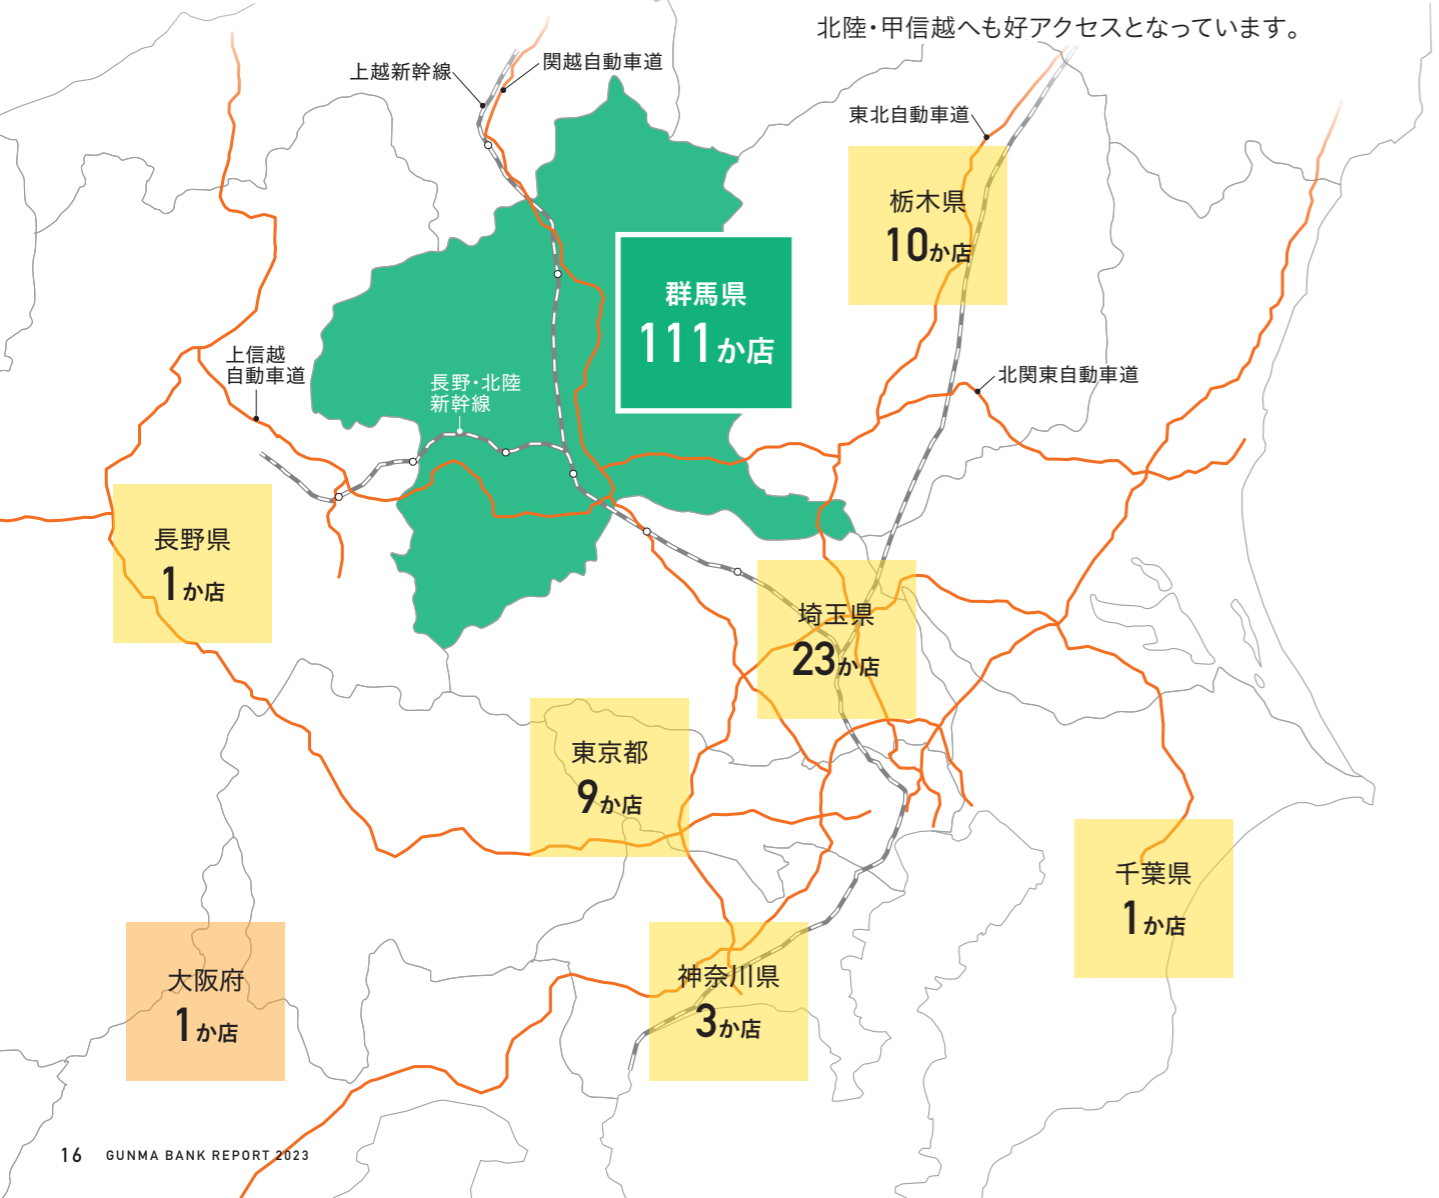 北陸・甲信越へも好アクセスとなっています。
上越新幹線
関越自動車道
東北自動車道
栃木県
10か店
群馬県
111か店
上信越
自動車道
長野・北陸
新幹線
北関東自動車道
長野県
1か店
埼玉県
23か店
東京都
9か店
千葉県
1か店
大阪府
1か店
神奈川県
3か店
16 GUNMA BANK REPORT 2023